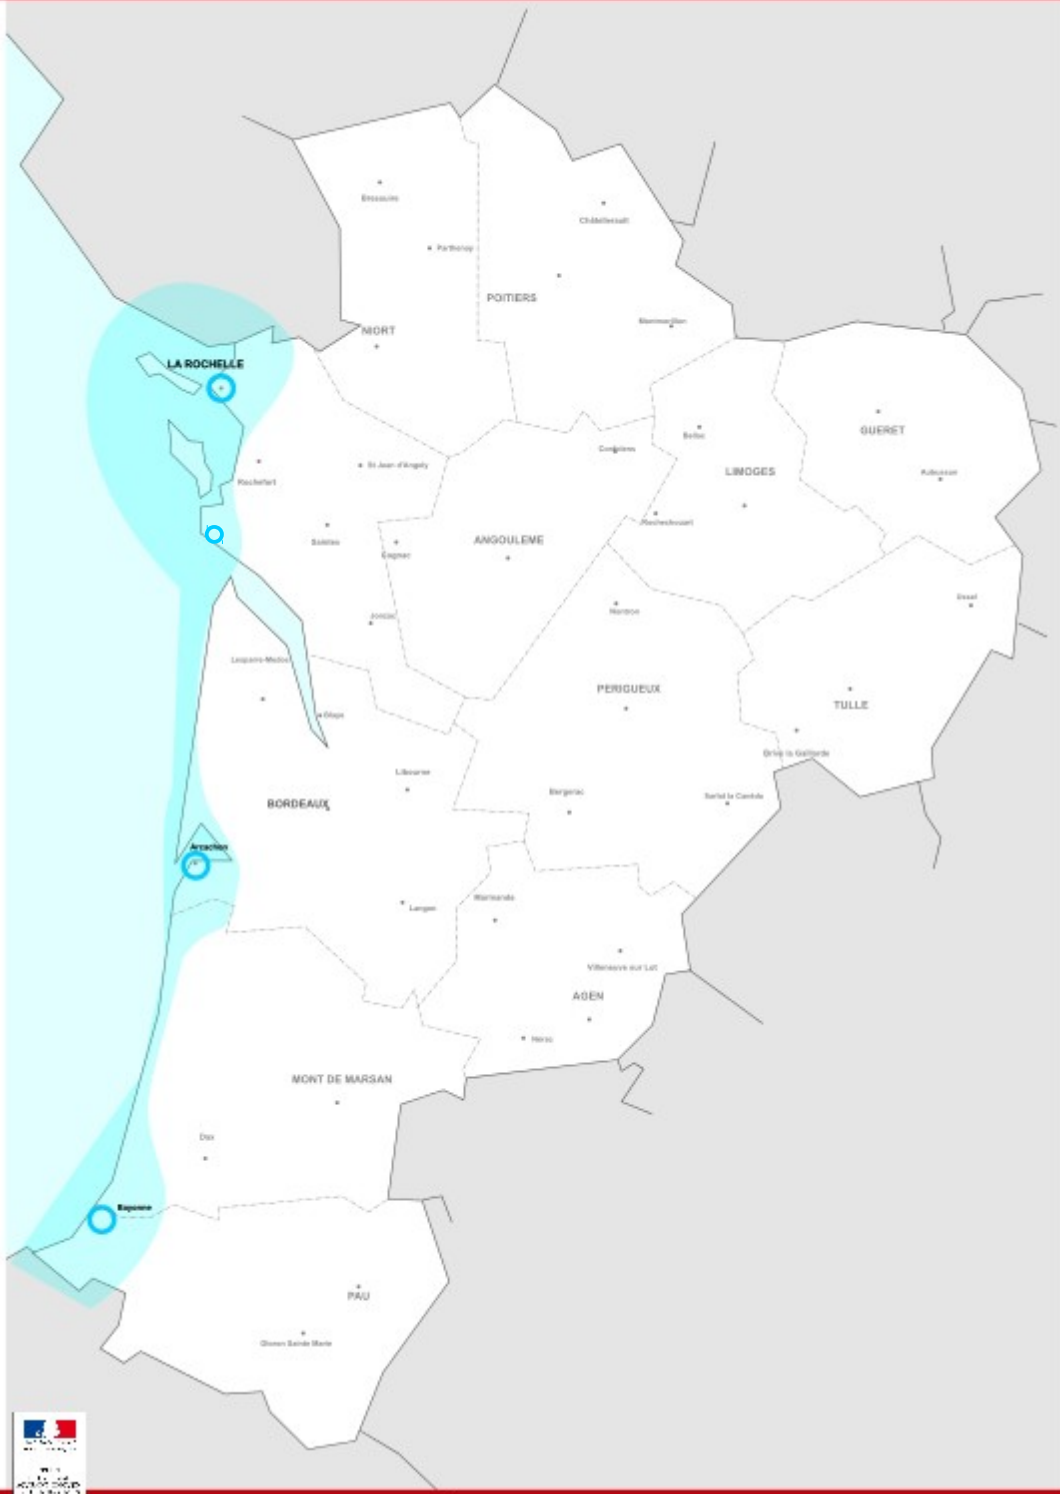 Bressuire
Châtellerault
Parthenay
POITIERS
Montmorillon
NIORT
LA ROCHELLE
GUERET
Bellac
Confolens
St Jean d'Angely
LIMOGES
Aubusson
Rochefort
Rochechouart
ANGOULEME
Saintes
Cognac
Ussel
Nontron
Jonzac
Lesparre-Medoc
PERIGUEUX
TULLE
Blaye
Brive la Gaillarde
Libourne
Bergerac
Sarlat la Canéda
BORDEAUX
Arcachon
Marmande
Langon
Villeneuve sur Lot
AGEN
Nérac
MONT DE MARSAN
Dax
Bayonne
PAU
Oloron Sainte Marie